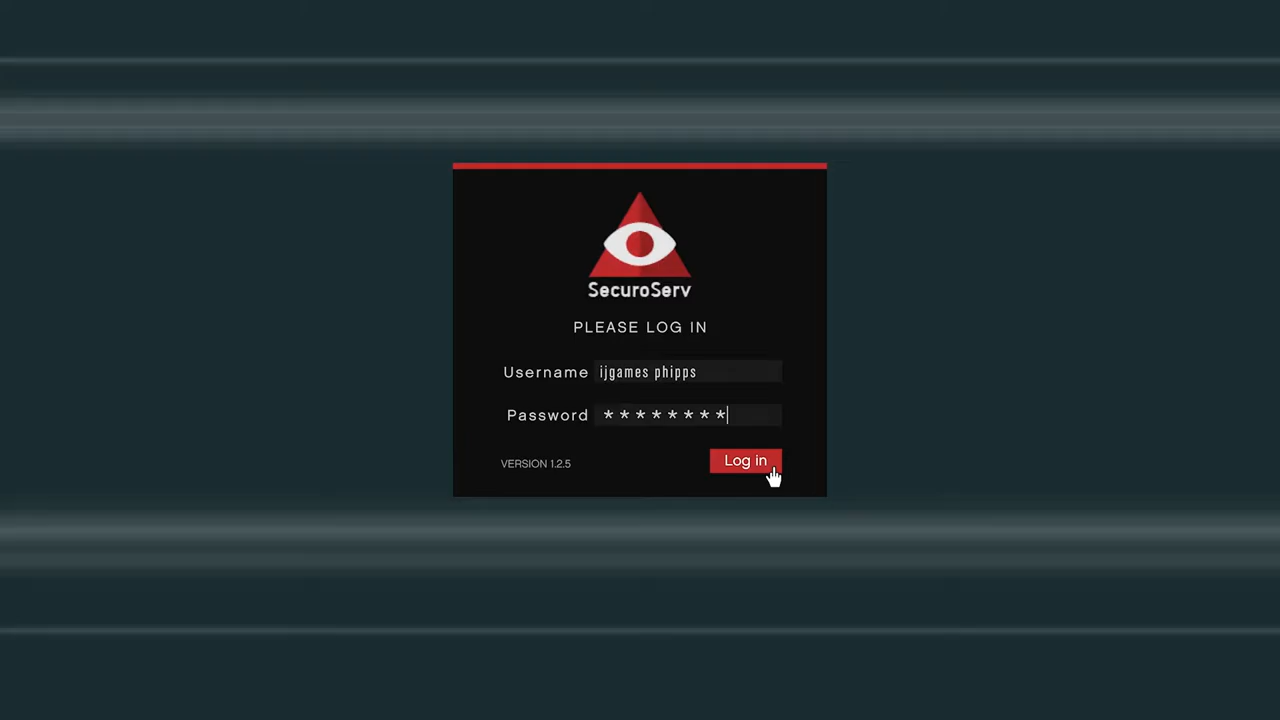 SecuroServ
PLEASE LOG IN
Username ijgames phipps
Password ********
VERSION 1.2.5 Log in